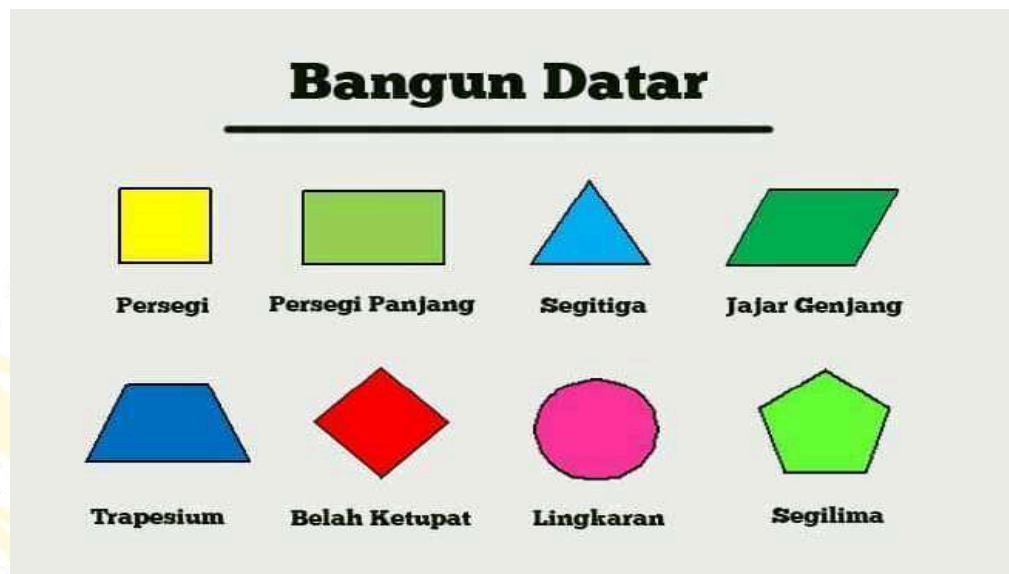 Bangun Datar
Persegi
Persegi Panjang
Segitiga
Jajar Genjang
Trapesium
Belah Ketupat
Lingkaran
Segilima